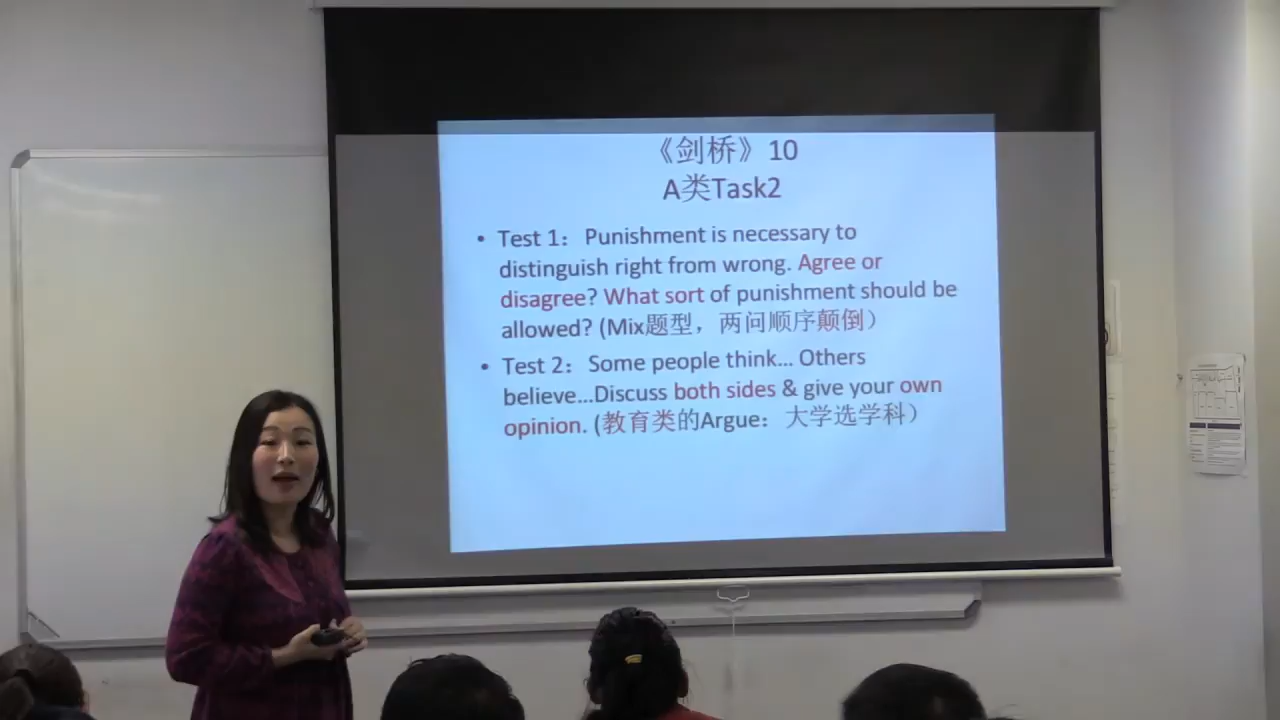 《剑桥》10
A类Task2
• Test 1： Punishment is necessary to
distinguish right from wrong. Agree or
disagree? What sort of punishment should be
allowed? (Mix题型，两问顺序颠倒）
• Test 2： Some people think... Others
believe...Discuss both sides & give your own
opinion. (教育类的Argue：大学选学科）